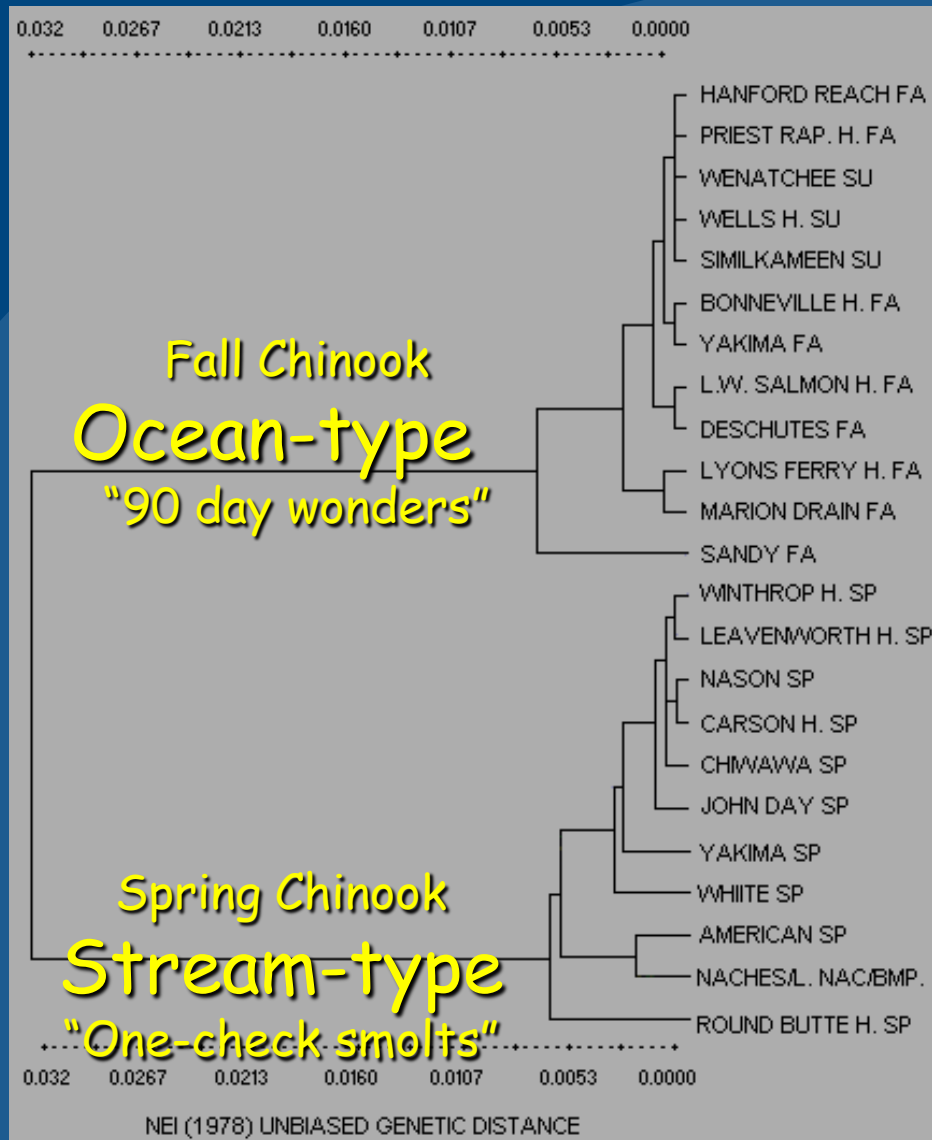 0.032 0.0267 0.0213 0.0160 0.0107 0.0053 0.0000
HANFORD REACH FA
PRIEST RAP. H. FA
WENATCHEE SU
WELLS H. SU
SIMILKAMEEN SU
BONNEVILLE H. FA
YAKIMA FA
L.W. SALMON H. FA
DESCHUTES FA
LYONS FERRY H. FA
MARION DRAIN FA
SANDY FA
Fall Chinook
Ocean-type
“90 day wonders”
WINTHROP H. SP
LEAVENWORTH H. SP
NASON SP
CARSON H. SP
CHIWAWA SP
JOHN DAY SP
YAKIMA SP
WHIITE SP
AMERICAN SP
NACHES/L. NAC/BMP.
ROUND BUTTE H. SP
Spring Chinook
Stream-type
“One-check smolts”
0.032 0.0267 0.0213 0.0160 0.0107 0.0053 0.0000
NEI (1978) UNBIASED GENETIC DISTANCE